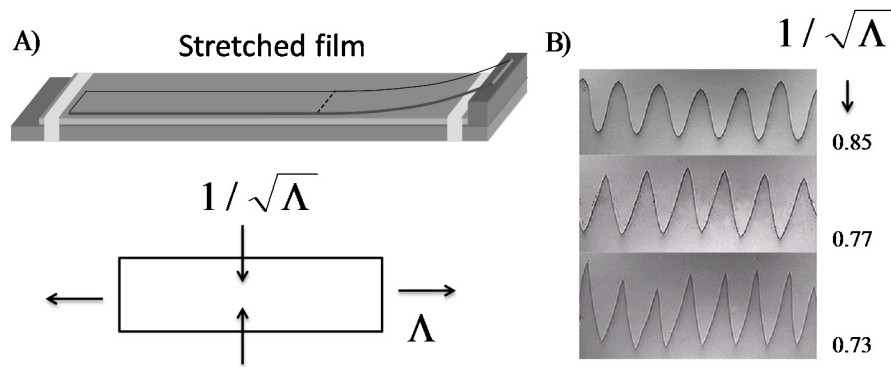 A)
Stretched film
1 / √Λ
Λ
B)
1 / √Λ
0.85
0.77
0.73